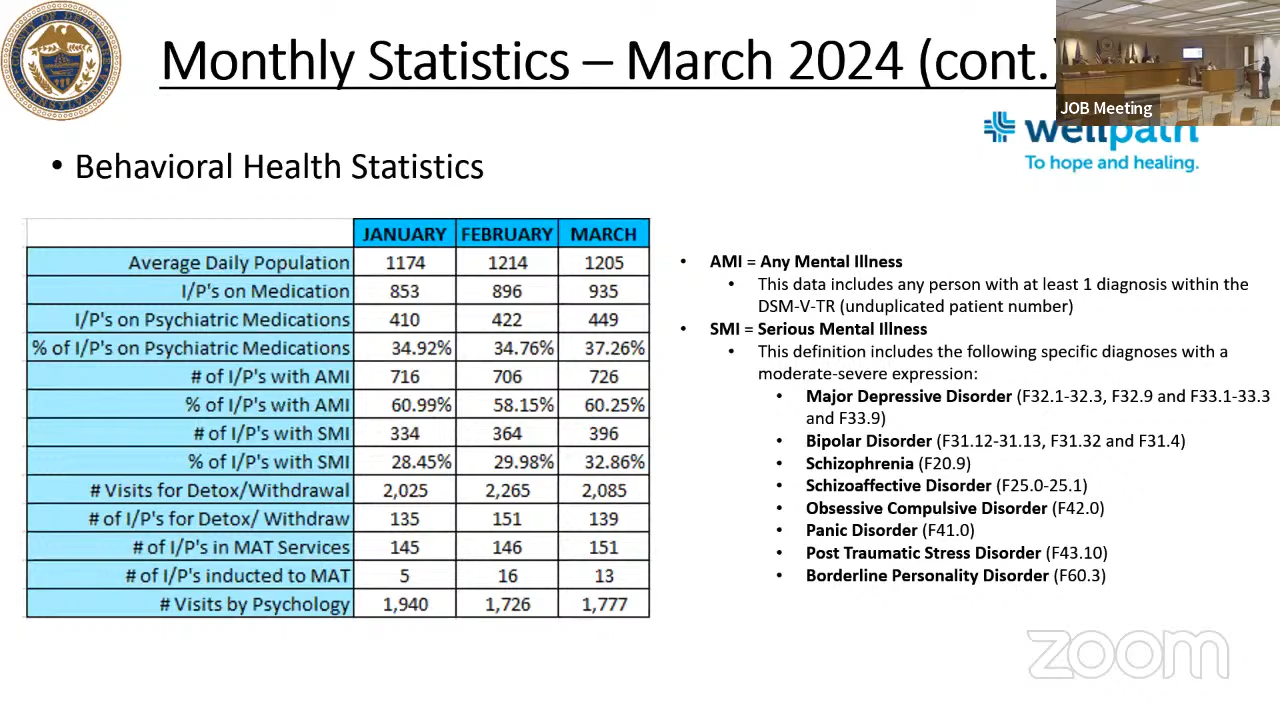 Monthly Statistics – March 2024 (cont.)
JOB Meeting
wellpath
To hope and healing.
• Behavioral Health Statistics
JANUARY FEBRUARY MARCH
Average Daily Population 1174 1214 1205
I/P's on Medication 853 896 935
I/P's on Psychiatric Medications 410 422 449
% of I/P's on Psychiatric Medications 34.92% 34.76% 37.26%
# of I/P's with AMI 716 706 726
% of I/P's with AMI 60.99% 58.15% 60.25%
# of I/P's with SMI 334 364 396
% of I/P's with SMI 28.45% 29.98% 32.86%
# Visits for Detox/Withdrawal 2,025 2,265 2,085
# of I/P's for Detox/ Withdraw 135 151 139
# of I/P's in MAT Services 145 146 151
# of I/P's inducted to MAT 5 16 13
# Visits by Psychology 1,940 1,726 1,777
• AMI = Any Mental Illness
• This data includes any person with at least 1 diagnosis within the
DSM-V-TR (unduplicated patient number)
• SMI = Serious Mental Illness
• This definition includes the following specific diagnoses with a
moderate-severe expression:
• Major Depressive Disorder (F32.1-32.3, F32.9 and F33.1-33.3
and F33.9)
• Bipolar Disorder (F31.12-31.13, F31.32 and F31.4)
• Schizophrenia (F20.9)
• Schizoaffective Disorder (F25.0-25.1)
• Obsessive Compulsive Disorder (F42.0)
• Panic Disorder (F41.0)
• Post Traumatic Stress Disorder (F43.10)
• Borderline Personality Disorder (F60.3)
zoom